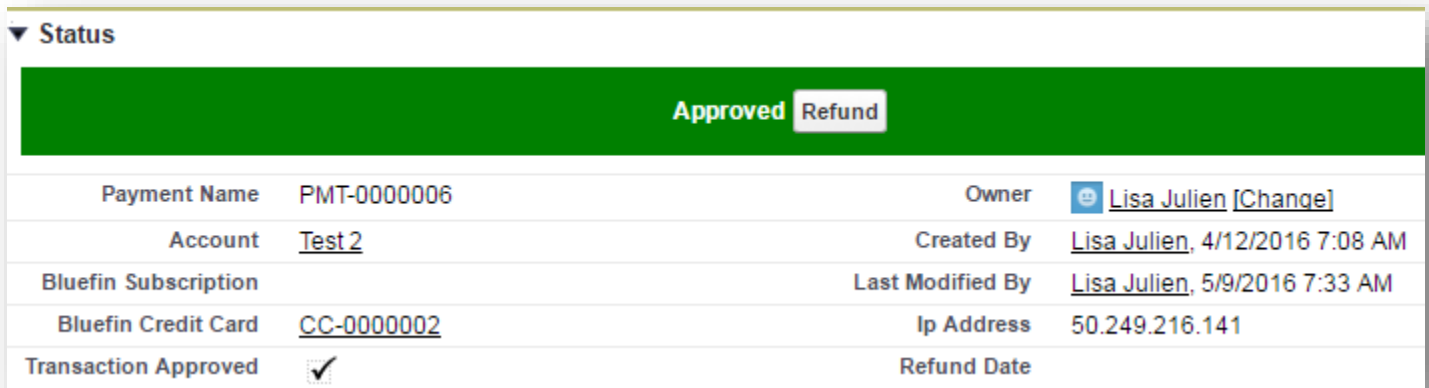 Status
Approved Refund
Payment Name PMT-0000006 Owner Lisa Julien [Change]
Account Test 2 Created By Lisa Julien, 4/12/2016 7:08 AM
Bluefin Subscription Last Modified By Lisa Julien, 5/9/2016 7:33 AM
Bluefin Credit Card CC-0000002 Ip Address 50.249.216.141
Transaction Approved Refund Date